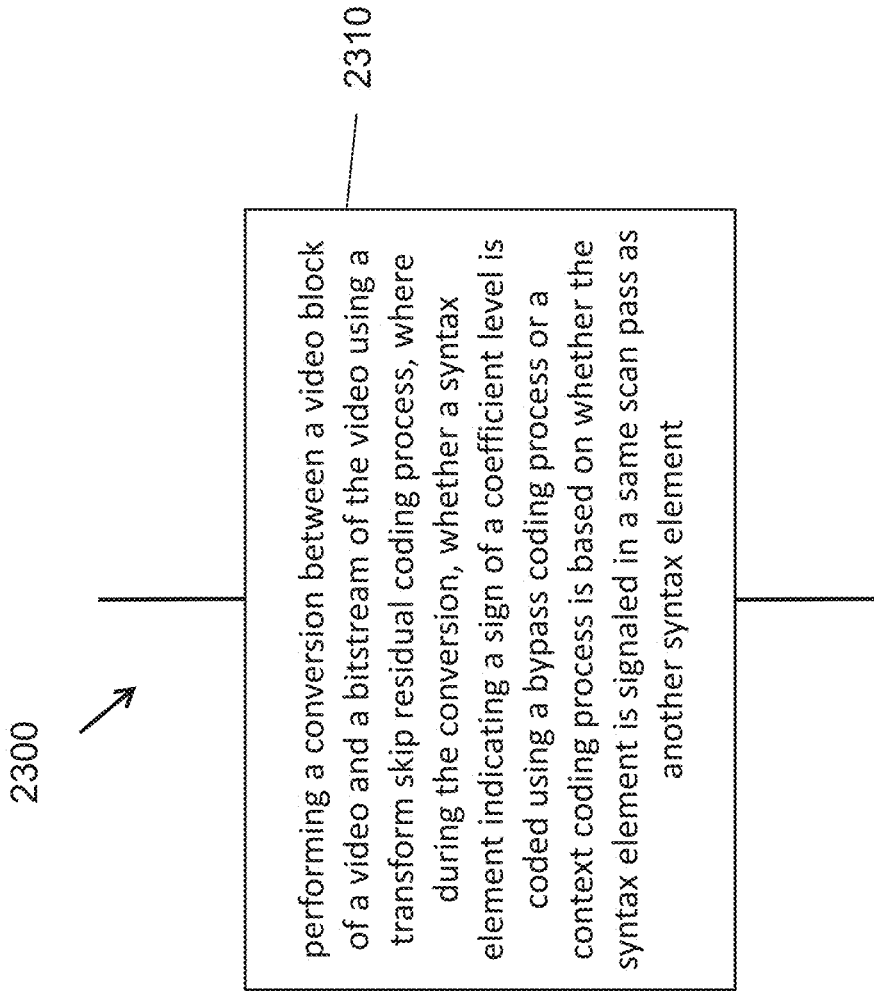 2300
2310
performing a conversion between a video block
of a video and a bitstream of the video using a
transform skip residual coding process, where
during the conversion, whether a syntax
element indicating a sign of a coefficient level is
coded using a bypass coding process or a
context coding process is based on whether the
syntax element is signaled in a same scan pass as
another syntax element